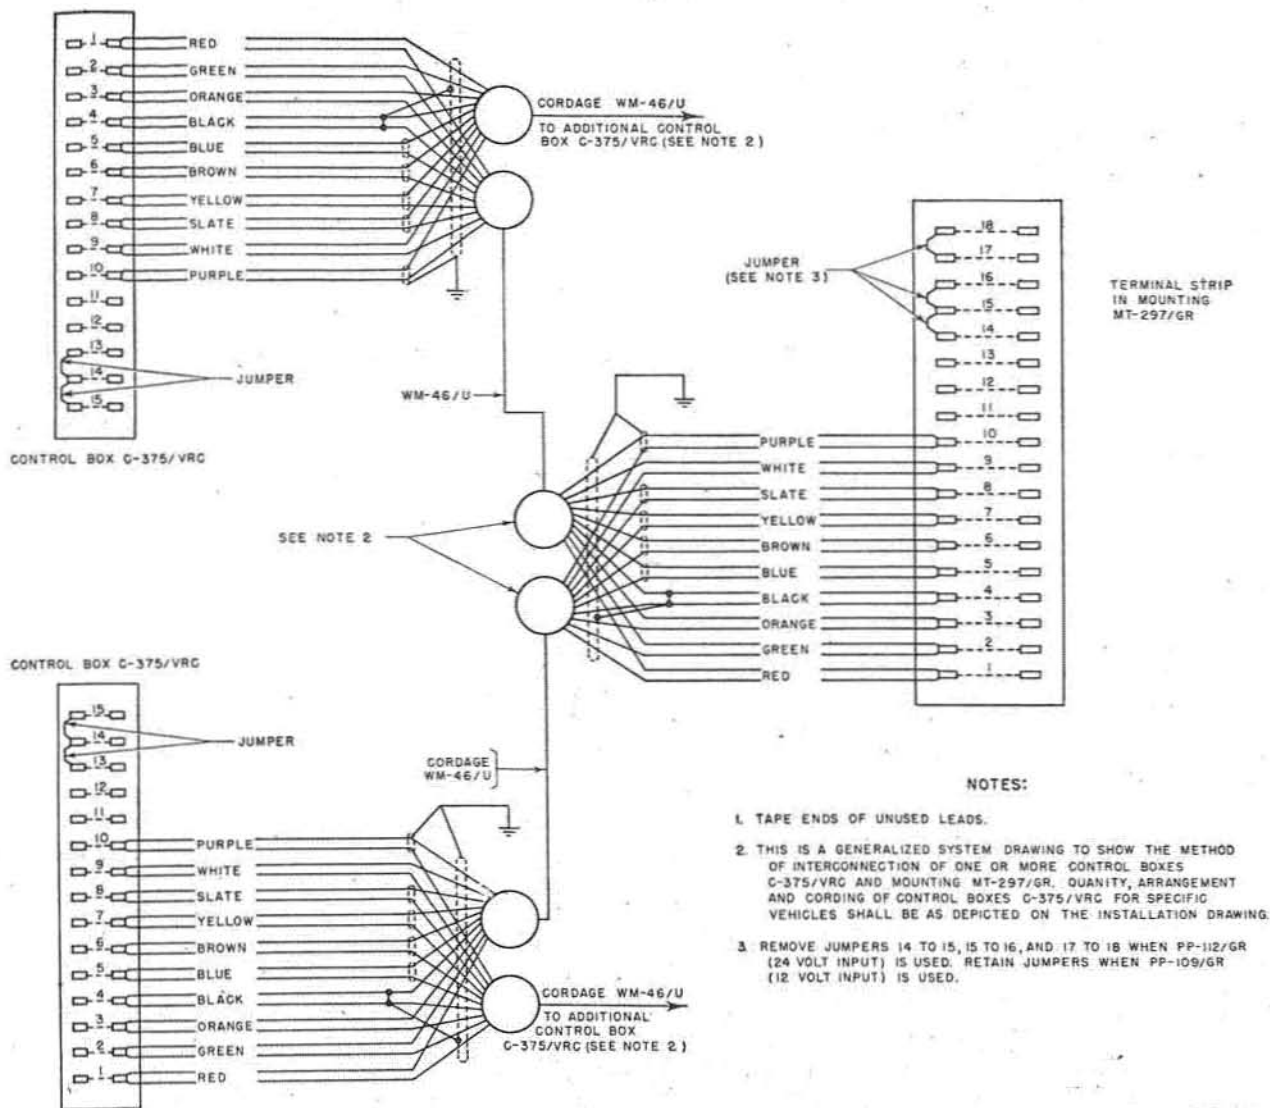 1 RED
2 GREEN
3 ORANGE
4 BLACK
5 BLUE
6 BROWN
7 YELLOW
8 SLATE
9 WHITE
10 PURPLE
11
12
13
14
15
JUMPER
CONTROL BOX C-375/VRC
CORDAGE WM-46/U
TO ADDITIONAL CONTROL
BOX C-375/VRC (SEE NOTE 2)
WM-46/U
JUMPER
(SEE NOTE 3)
TERMINAL STRIP
IN MOUNTING
MT-297/GR
18
17
16
15
14
13
12
11
PURPLE 10
WHITE 9
SLATE 8
YELLOW 7
BROWN 6
BLUE 5
BLACK 4
ORANGE 3
GREEN 2
RED 1
SEE NOTE 2
CONTROL BOX C-375/VRC
15
14
13
12
11
JUMPER
10 PURPLE
9 WHITE
8 SLATE
7 YELLOW
6 BROWN
5 BLUE
4 BLACK
3 ORANGE
2 GREEN
1 RED
CORDAGE
WM-46/U
CORDAGE WM-46/U
TO ADDITIONAL
CONTROL BOX
C-375/VRC (SEE NOTE 2)
NOTES:
1. TAPE ENDS OF UNUSED LEADS.
2. THIS IS A GENERALIZED SYSTEM DRAWING TO SHOW THE METHOD
OF INTERCONNECTION OF ONE OR MORE CONTROL BOXES
C-375/VRC AND MOUNTING MT-297/GR. QUANITY, ARRANGEMENT
AND CORDING OF CONTROL BOXES C-375/VRC FOR SPECIFIC
VEHICLES SHALL BE AS DEPICTED ON THE INSTALLATION DRAWING.
3. REMOVE JUMPERS 14 TO 15, 15 TO 16, AND 17 TO 18 WHEN PP-112/GR
(24 VOLT INPUT) IS USED. RETAIN JUMPERS WHEN PP-109/GR
(12 VOLT INPUT) IS USED.